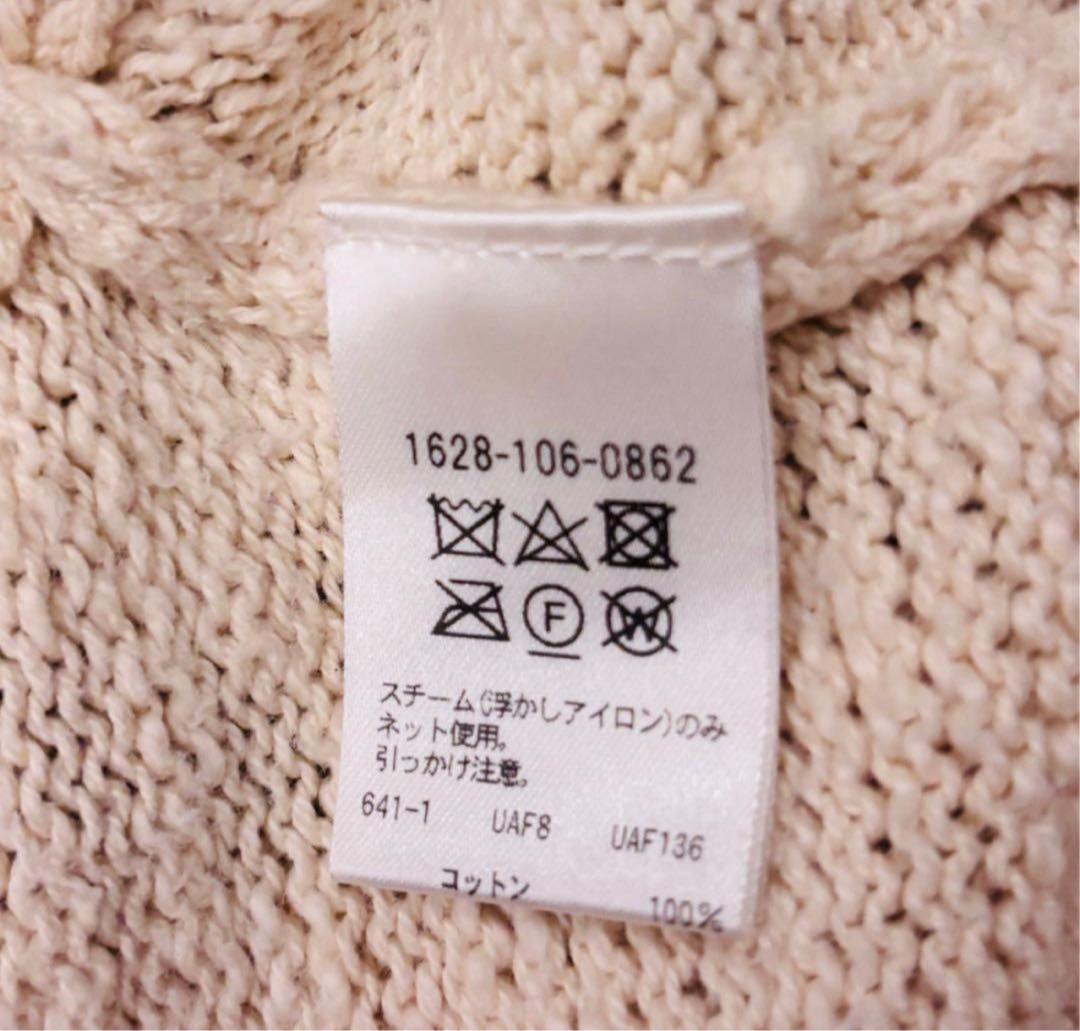 1628-106-0862
F
W
スチーム(浮かしアイロン)のみ
ネット使用。
引っかけ注意。
641-1 UAF8 UAF136
コットン 100%